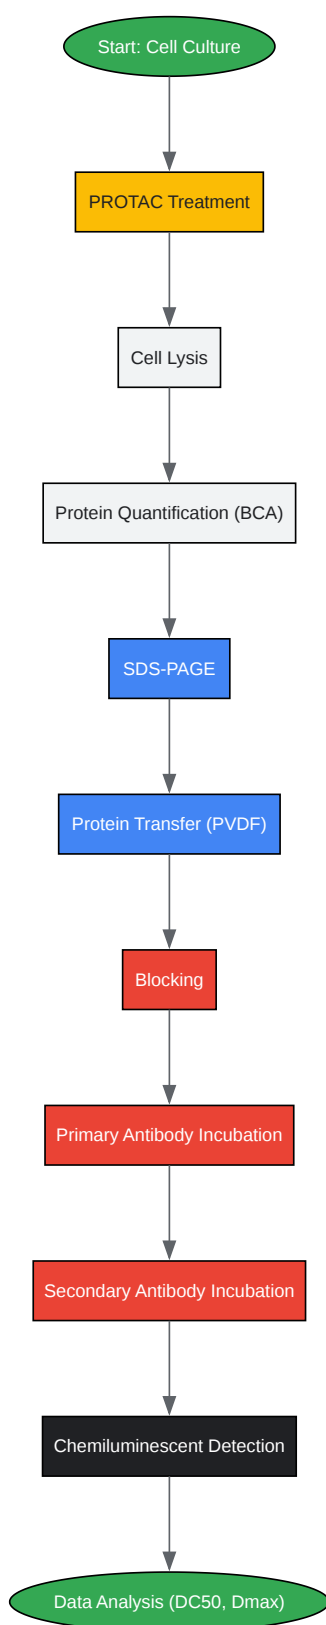 Start: Cell Culture
PROTAC Treatment
Cell Lysis
Protein Quantification (BCA)
SDS-PAGE
Protein Transfer (PVDF)
Blocking
Primary Antibody Incubation
Secondary Antibody Incubation
Chemiluminescent Detection
Data Analysis (DC50, Dmax)